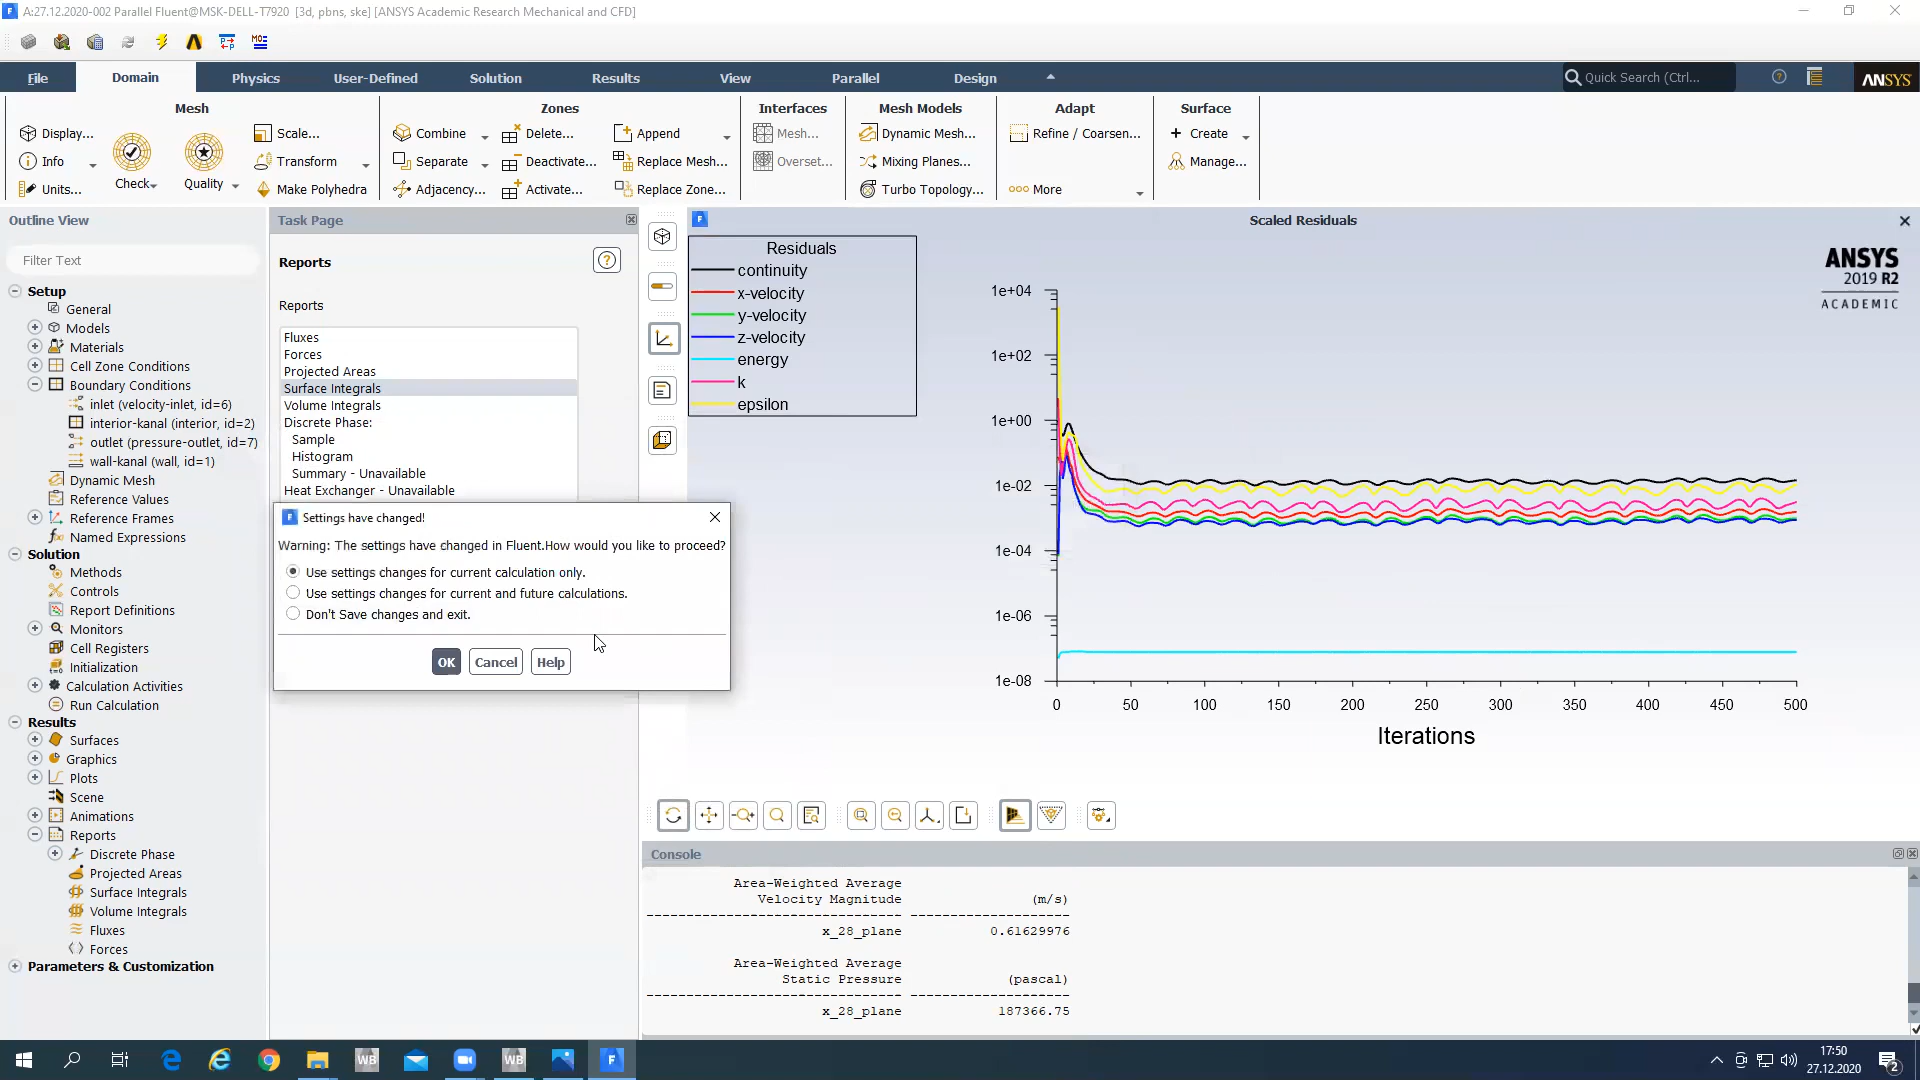 A:27.12.2020-002 Parallel Fluent@MSK-DELL-T7920 [3d, pbns, ske] [ANSYS Academic Research Mechanical and CFD]
File
Domain
Physics
User-Defined
Solution
Results
View
Parallel
Design
Quick Search (Ctrl...
ANSYS
Mesh
Display...
Info
Units...
Check
Quality
Scale...
Transform
Make Polyhedra
Zones
Combine
Separate
Adjacency...
Delete...
Deactivate...
Activate...
Append
Replace Mesh...
Replace Zone...
Interfaces
Mesh...
Overset...
Mesh Models
Dynamic Mesh...
Mixing Planes...
Turbo Topology...
Adapt
Refine / Coarsen...
More
Surface
Create
Manage...
Outline View
Filter Text
Setup
General
Models
Materials
Cell Zone Conditions
Boundary Conditions
inlet (velocity-inlet, id=6)
interior-kanal (interior, id=2)
outlet (pressure-outlet, id=7)
wall-kanal (wall, id=1)
Dynamic Mesh
Reference Values
Reference Frames
Named Expressions
Solution
Methods
Controls
Report Definitions
Monitors
Cell Registers
Initialization
Calculation Activities
Run Calculation
Results
Surfaces
Graphics
Plots
Scene
Animations
Reports
Discrete Phase
Projected Areas
Surface Integrals
Volume Integrals
Fluxes
Forces
Parameters & Customization
Task Page
Reports
Reports
Fluxes
Forces
Projected Areas
Surface Integrals
Volume Integrals
Discrete Phase:
Sample
Histogram
Summary - Unavailable
Heat Exchanger - Unavailable
Settings have changed!
Warning: The settings have changed in Fluent.How would you like to proceed?
Use settings changes for current calculation only.
Use settings changes for current and future calculations.
Don't Save changes and exit.
OK
Cancel
Help
Scaled Residuals
Residuals
continuity
x-velocity
y-velocity
z-velocity
energy
k
epsilon
ANSYS
2019 R2
ACADEMIC
1e+04
1e+02
1e+00
1e-02
1e-04
1e-06
1e-08
0 50 100 150 200 250 300 350 400 450 500
Iterations
Console
Area-Weighted Average
Velocity Magnitude (m/s)
-------------------------------- --------------------
x_28_plane 0.61629976
Area-Weighted Average
Static Pressure (pascal)
-------------------------------- --------------------
x_28_plane 187366.75
17:50
27.12.2020
2